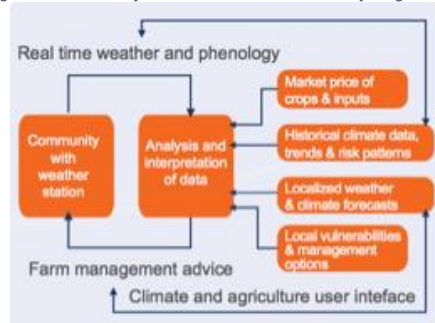 Real time weather and phenology
Market price of
crops & inputs
Community
with
weather
station
Analysis and
interpretation
of data
Historical climate data,
trends & risk patterns
Localized weather
& climate forecasts
Local vulnerabilities
& management
options
Farm management advice
Climate and agriculture user inteface